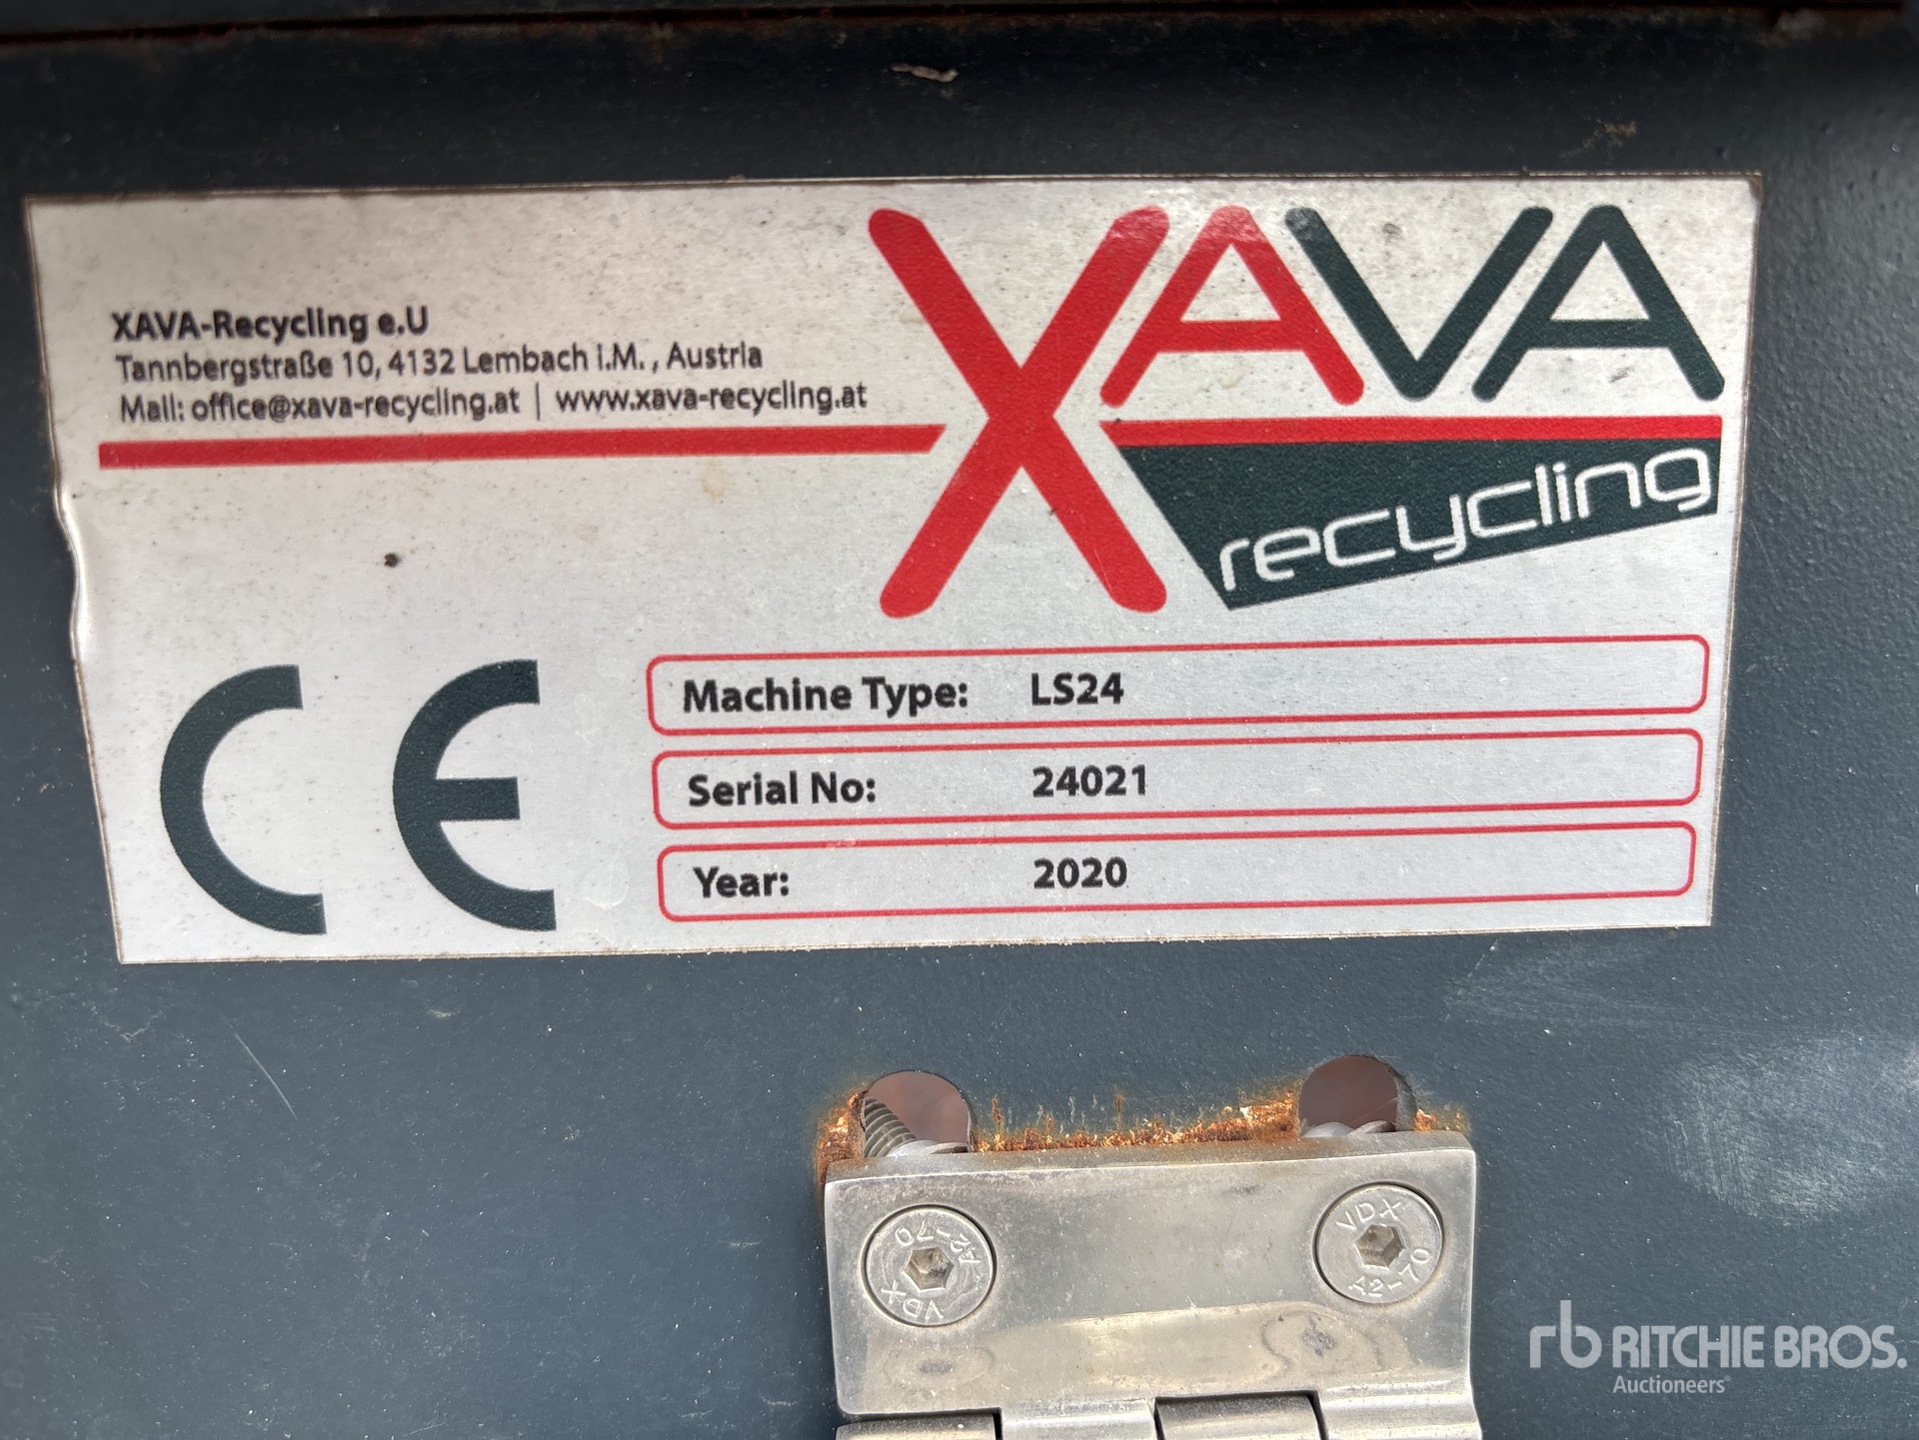 XAVA-Recycling e.U
Tannbergstraße 10, 4132 Lembach i.M. , Austria
Mail: office@xava-recycling.at | www.xava-recycling.at
XAVA
recycling
CE
Machine Type: LS24
Serial No: 24021
Year: 2020
VDX A2-70
VDX A2-70
rb RITCHIE BROS.
Auctioneers